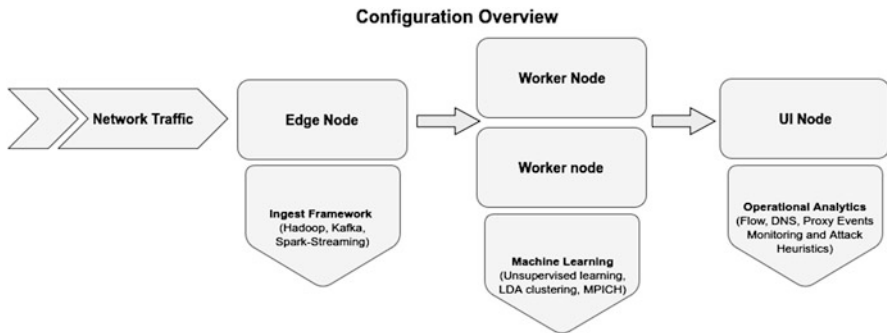 Configuration Overview
Network Traffic
Edge Node
Ingest Framework
(Hadoop, Kafka,
Spark-Streaming)
Worker Node
Worker node
Machine Learning
(Unsupervised learning,
LDA clustering, MPICH)
UI Node
Operational Analytics
(Flow, DNS, Proxy Events
Monitoring and Attack
Heuristics)